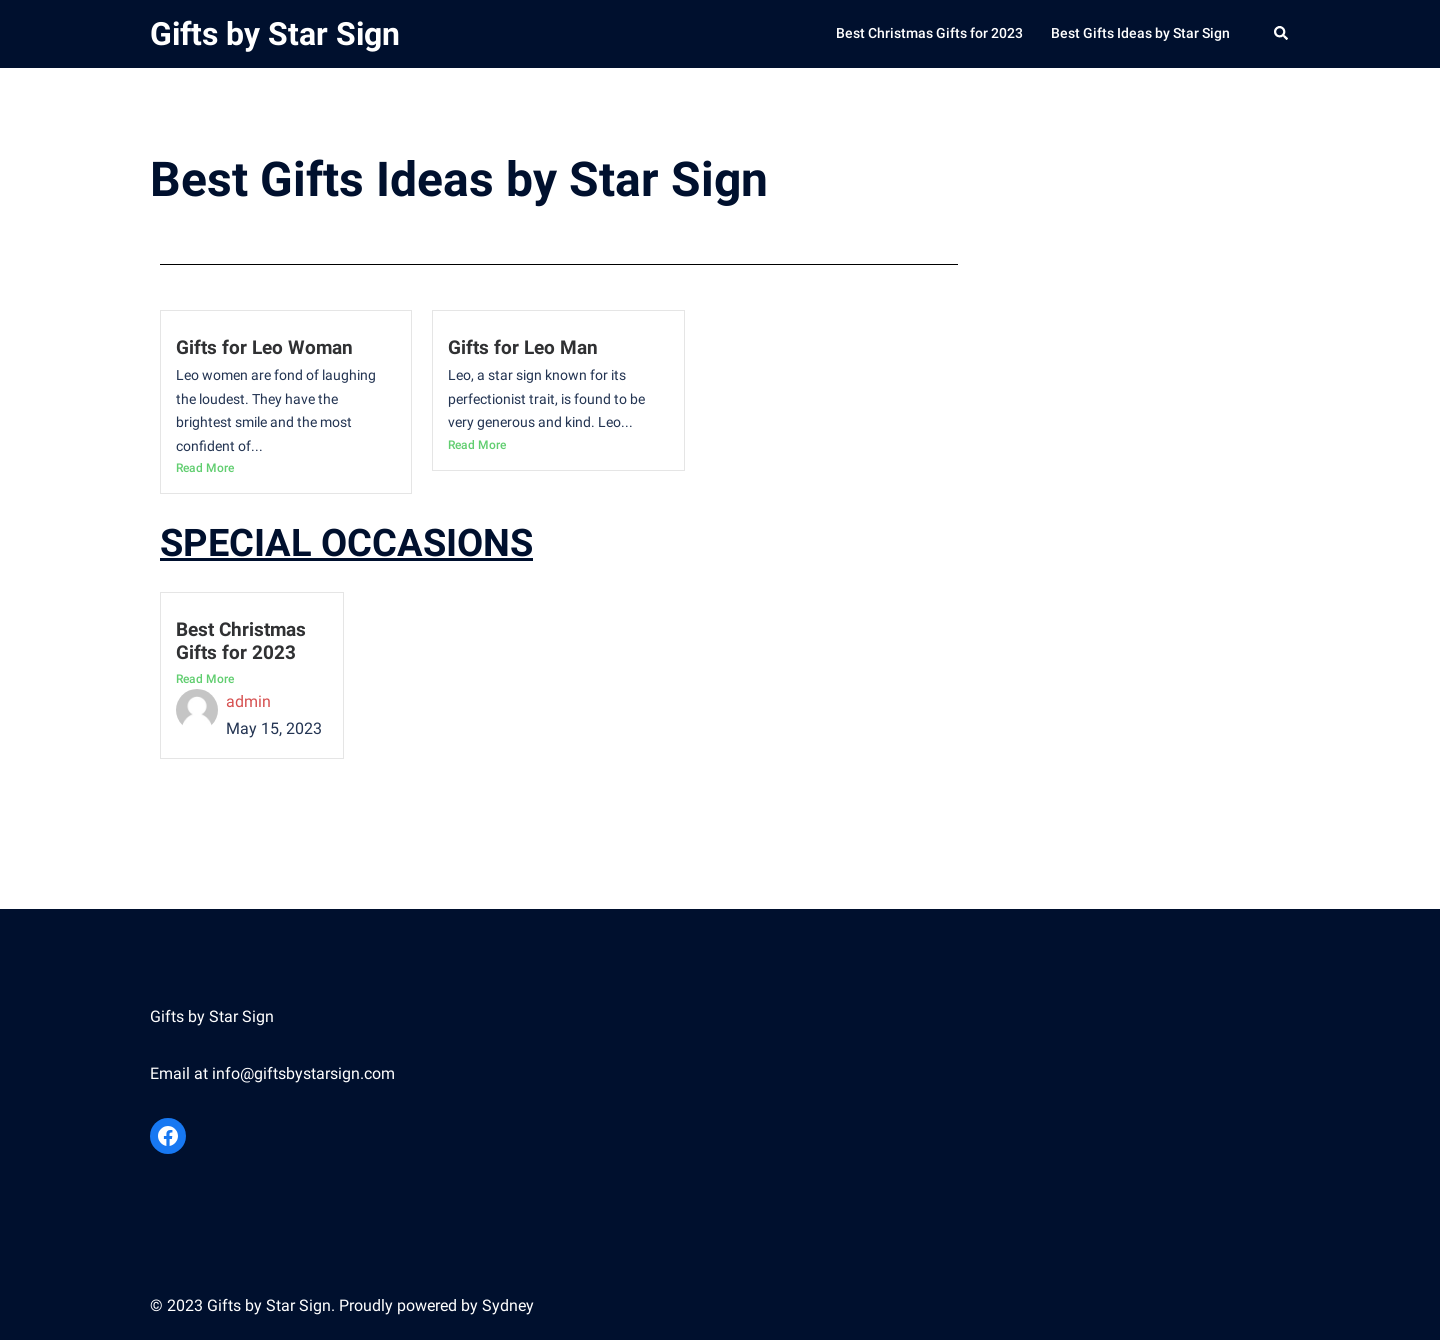 Gifts by Star Sign
Best Christmas Gifts for 2023
Best Gifts Ideas by Star Sign
Best Gifts Ideas by Star Sign
Gifts for Leo Woman
Leo women are fond of laughing
the loudest. They have the
brightest smile and the most
confident of...
Read More
Gifts for Leo Man
Leo, a star sign known for its
perfectionist trait, is found to be
very generous and kind. Leo...
Read More
SPECIAL OCCASIONS
Best Christmas
Gifts for 2023
Read More
admin
May 15, 2023
Gifts by Star Sign
Email at info@giftsbystarsign.com
© 2023 Gifts by Star Sign. Proudly powered by Sydney